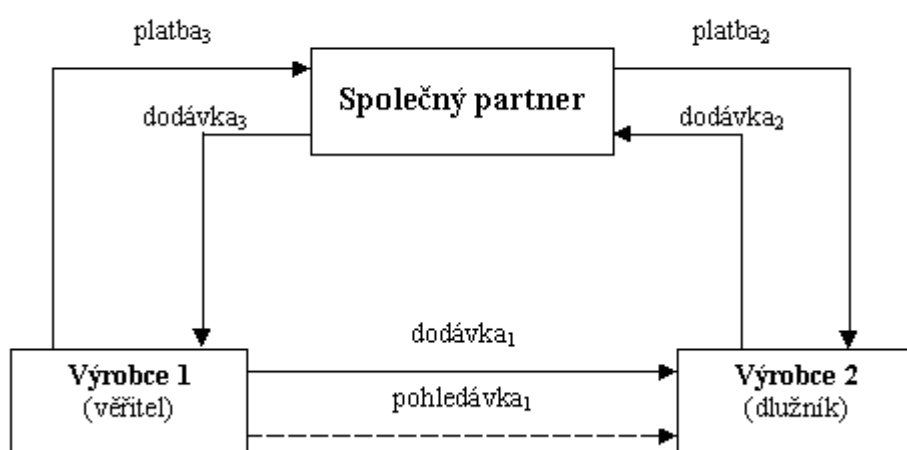 platba₃
platba₂
Společný partner
dodávka₃
dodávka₂
dodávka₁
Výrobce 1
(věřitel)
pohledávka₁
Výrobce 2
(dlužník)